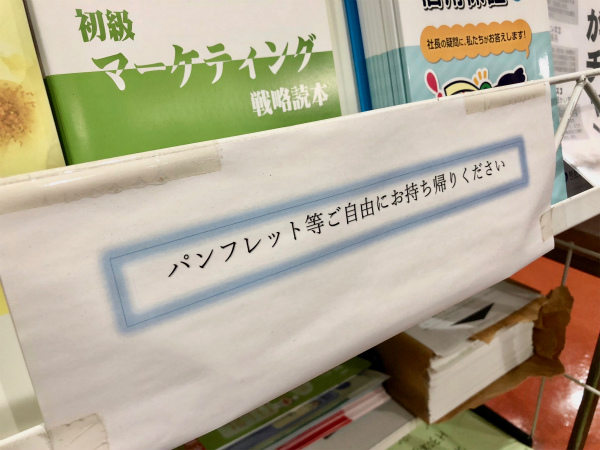 初級
マーケティング
戦略読本
社長の疑問に、私たちがお答えします!
パンフレット等ご自由にお持ち帰りください